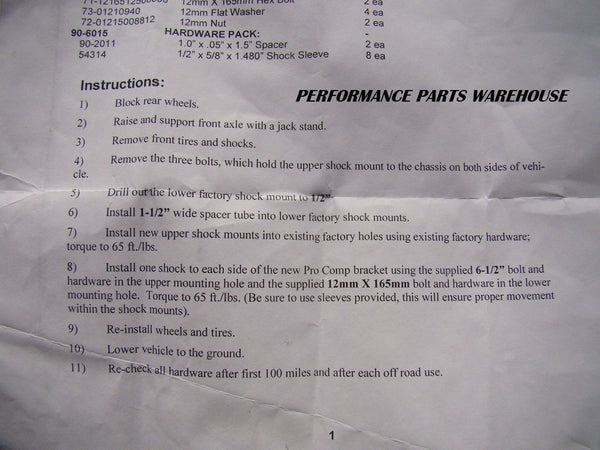 12mm X 165mm Hex Bolt 2 ea
73-01210940 12mm Flat Washer 4 ea
72-01215008812 12mm Nut 2 ea
90-6015 HARDWARE PACK: -
90-2011 1.0" x .05" x 1.5" Spacer 2 ea
54314 1/2" x 5/8" x 1.480" Shock Sleeve 8 ea
Instructions:
PERFORMANCE PARTS WAREHOUSE
1) Block rear wheels.
2) Raise and support front axle with a jack stand.
3) Remove front tires and shocks.
4) Remove the three bolts, which hold the upper shock mount to the chassis on both sides of vehi-
cle.
5) Drill out the lower factory shock mount to 1/2"
6) Install 1-1/2" wide spacer tube into lower factory shock mounts.
7) Install new upper shock mounts into existing factory holes using existing factory hardware;
torque to 65 ft./lbs.
8) Install one shock to each side of the new Pro Comp bracket using the supplied 6-1/2" bolt and
hardware in the upper mounting hole and the supplied 12mm X 165mm bolt and hardware in the lower
mounting hole. Torque to 65 ft./lbs. (Be sure to use sleeves provided, this will ensure proper movement
within the shock mounts).
9) Re-install wheels and tires.
10) Lower vehicle to the ground.
11) Re-check all hardware after first 100 miles and after each off road use.
1